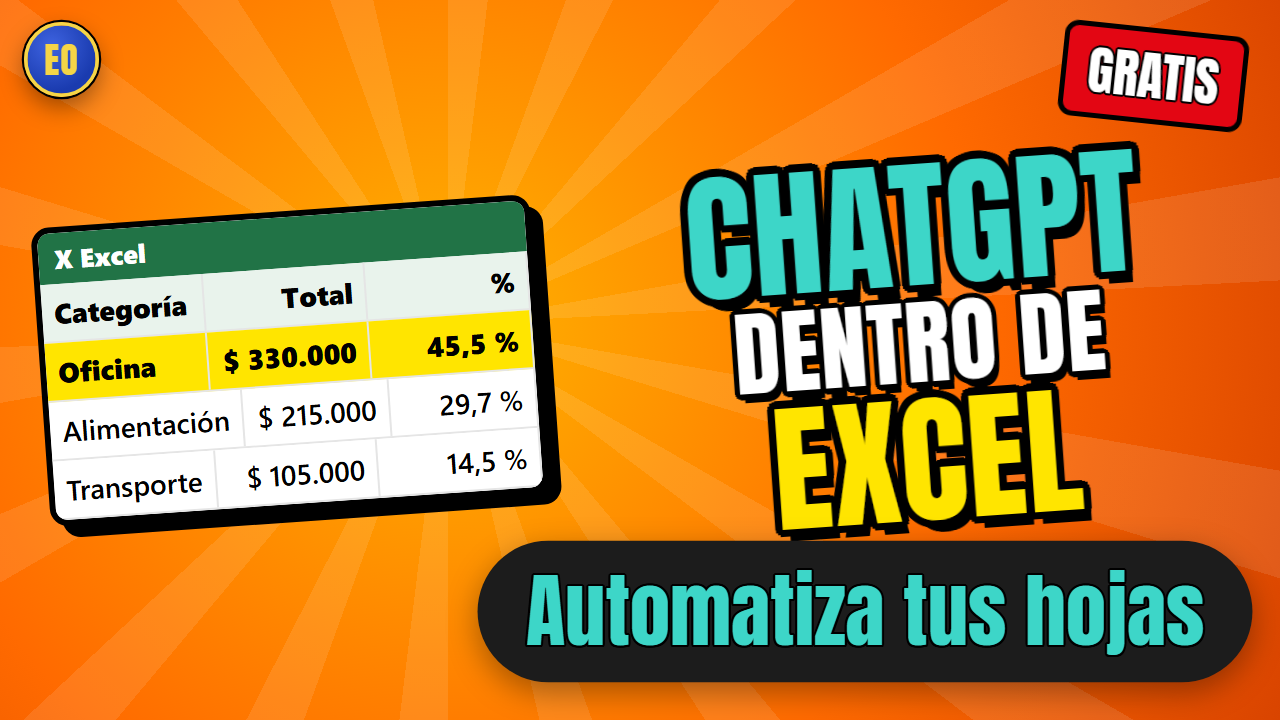 EO
GRATIS
X Excel
Categoría Total %
Oficina $ 330.000 45,5 %
Alimentación $ 215.000 29,7 %
Transporte $ 105.000 14,5 %
CHATGPT
DENTRO DE
EXCEL
Automatiza tus hojas